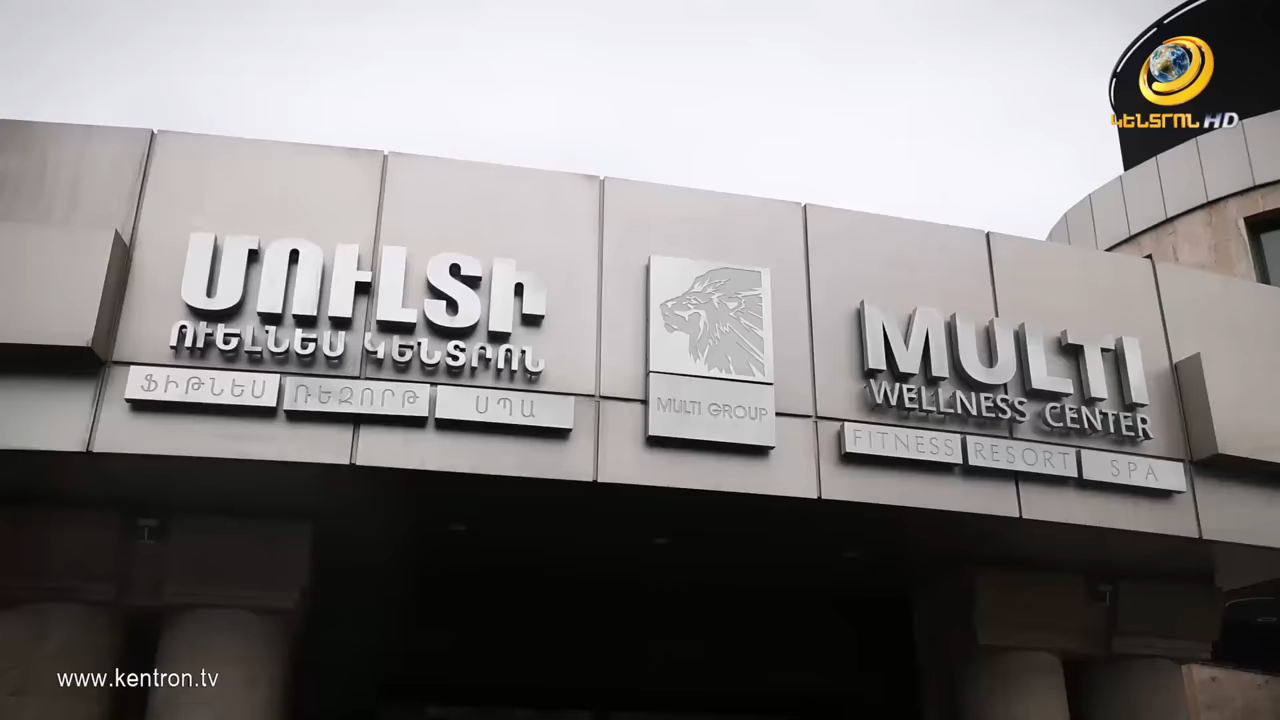 ԿԵՆՏՐՈՆ HD
ՄՈՒԼՏԻ
ՈՒԵԼՆԵՍ ԿԵՆՏՐՈՆ
ՖԻԹՆԵՍ ՌԵԶՈՐԹ ՍՊԱ
MULTI GROUP
MULTI
WELLNESS CENTER
FITNESS RESORT SPA
www.kentron.tv